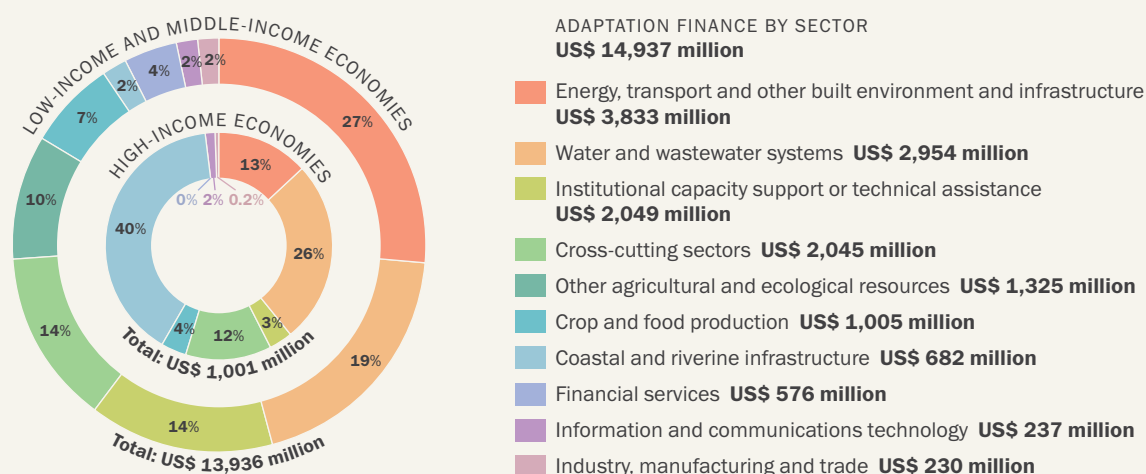 LOW-INCOME AND MIDDLE-INCOME ECONOMIES
27%
19%
14%
14%
10%
7%
2%
4%
2%
2%
Total: US$ 13,936 million
HIGH-INCOME ECONOMIES
13%
26%
3%
12%
4%
40%
0% 2% 0.2%
Total: US$ 1,001 million
ADAPTATION FINANCE BY SECTOR
US$ 14,937 million
Energy, transport and other built environment and infrastructure
US$ 3,833 million
Water and wastewater systems US$ 2,954 million
Institutional capacity support or technical assistance
US$ 2,049 million
Cross-cutting sectors US$ 2,045 million
Other agricultural and ecological resources US$ 1,325 million
Crop and food production US$ 1,005 million
Coastal and riverine infrastructure US$ 682 million
Financial services US$ 576 million
Information and communications technology US$ 237 million
Industry, manufacturing and trade US$ 230 million